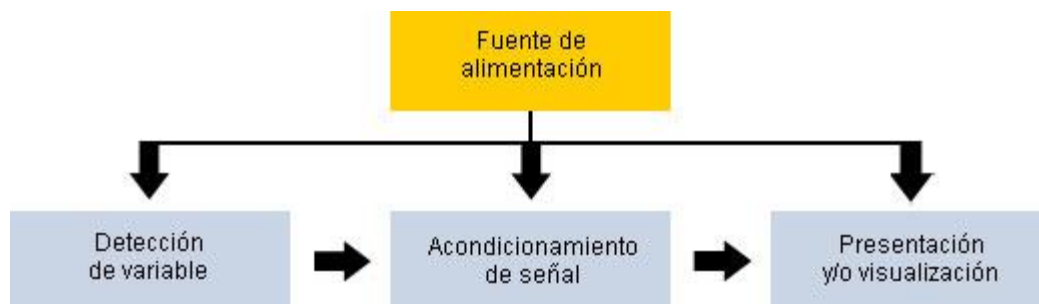 Fuente de
alimentación
Detección
de variable
Acondicionamiento
de señal
Presentación
y/o visualización